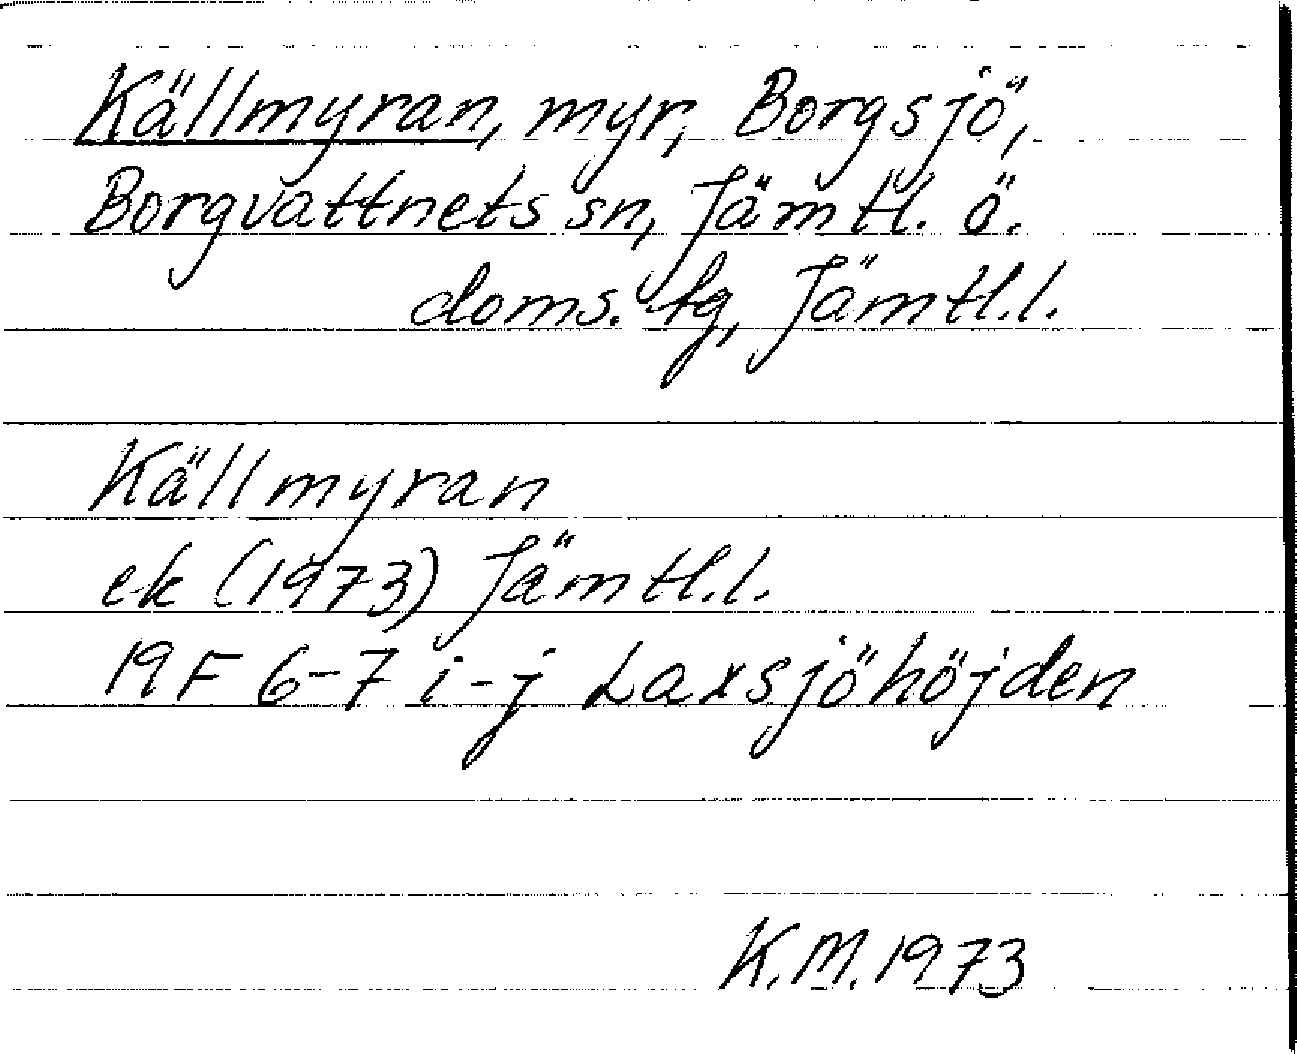 Källmyran, myr, Borgsjö,
Borgvattnets sn, Jämtl. ö.
doms. tg, Jämtl.l.
Källmyran
ek (1973) Jämtl.l.
19F 6-7 i-j Laxsjöhöjden
K.M.1973